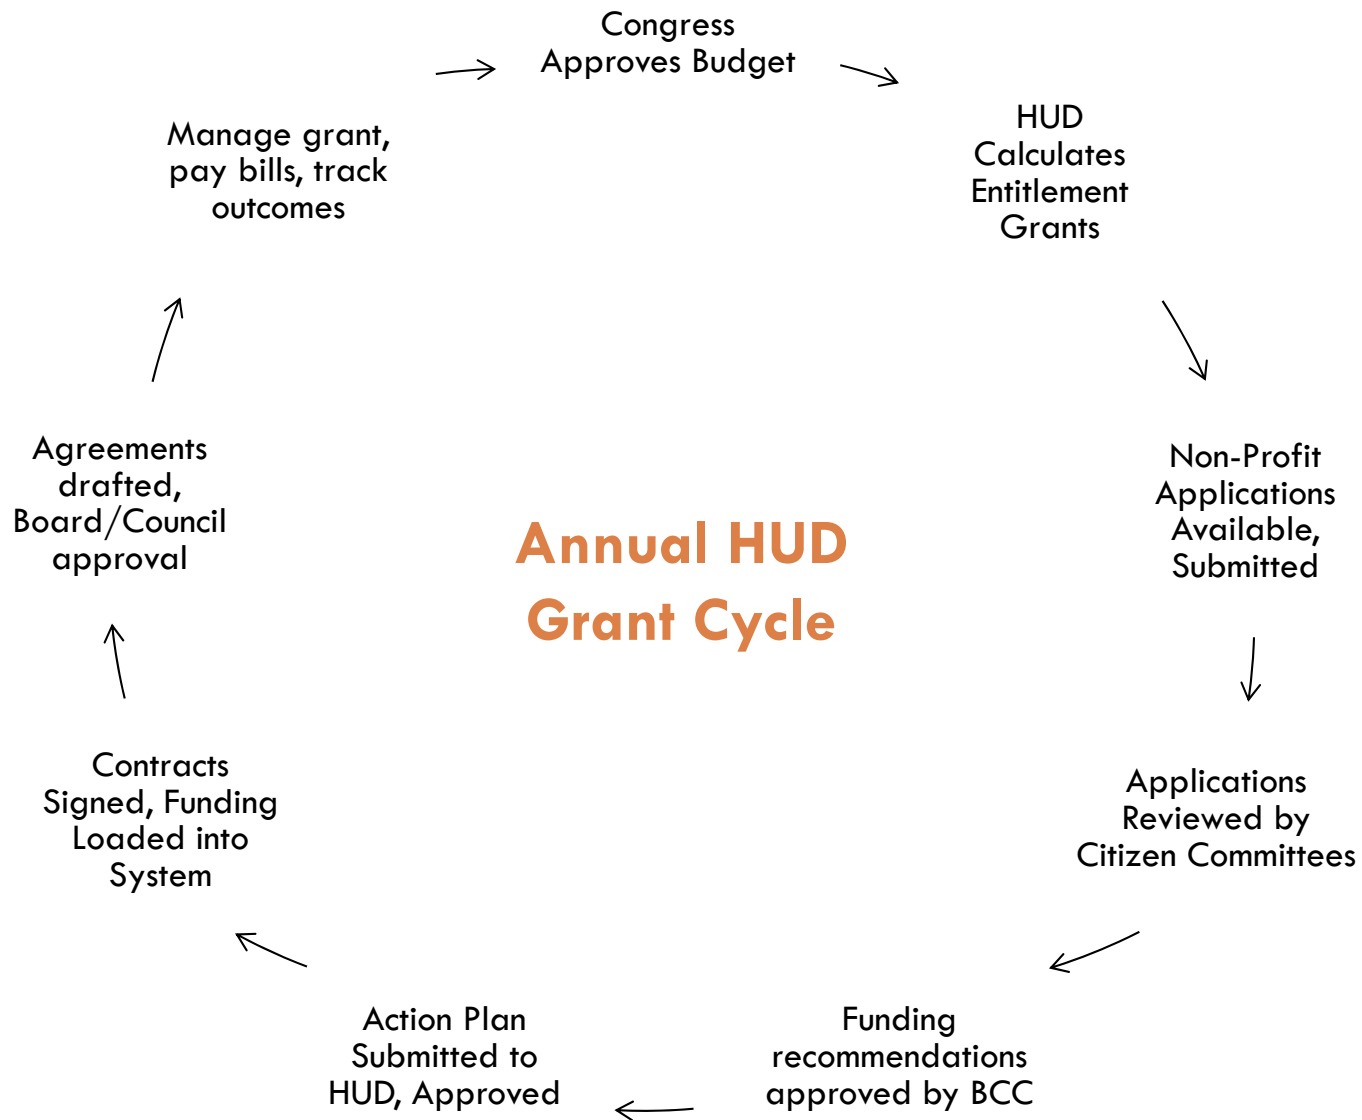 Congress
Approves Budget
HUD
Calculates
Entitlement
Grants
Non-Profit
Applications
Available,
Submitted
Applications
Reviewed by
Citizen Committees
Funding
recommendations
approved by BCC
Action Plan
Submitted to
HUD, Approved
Contracts
Signed, Funding
Loaded into
System
Agreements
drafted,
Board/Council
approval
Manage grant,
pay bills, track
outcomes
Annual HUD
Grant Cycle